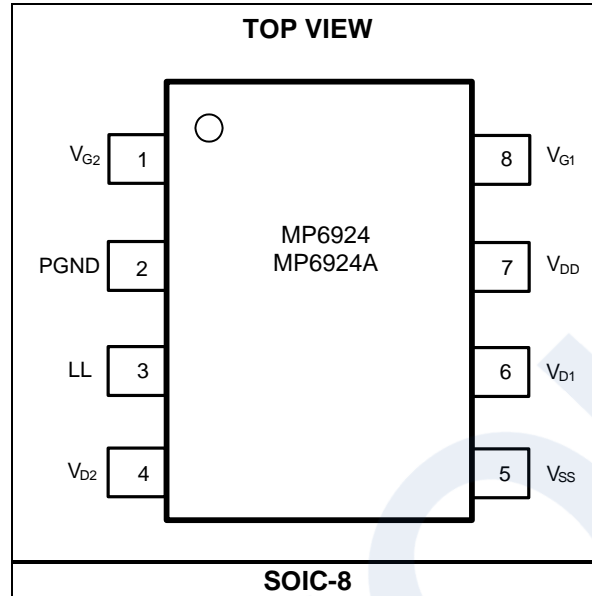 TOP VIEW
VG2 1
8 VG1
MP6924
MP6924A
PGND 2
7 VDD
LL 3
6 VD1
VD2 4
5 VSS
SOIC-8